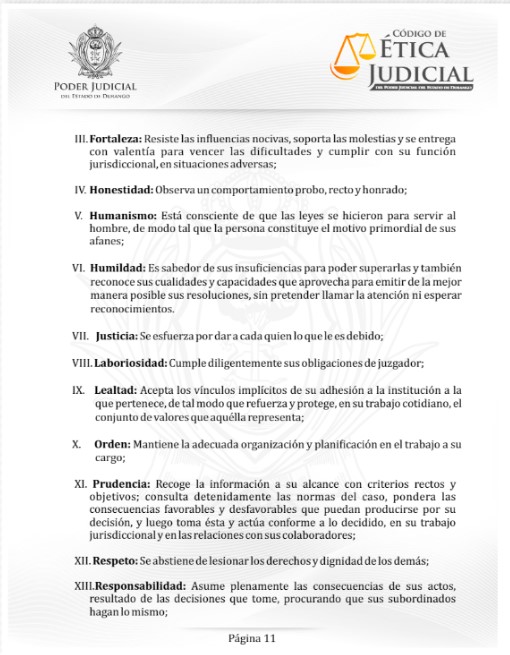 PODER JUDICIAL
DEL ESTADO DE DURANGO
CÓDIGO DE
ÉTICA
JUDICIAL
DEL PODER JUDICIAL DEL ESTADO DE DURANGO
III. Fortaleza: Resiste las influencias nocivas, soporta las molestias y se entrega
con valentía para vencer las dificultades y cumplir con su función
jurisdiccional, en situaciones adversas;
IV. Honestidad: Observa un comportamiento probo, recto y honrado;
V. Humanismo: Está consciente de que las leyes se hicieron para servir al
hombre, de modo tal que la persona constituye el motivo primordial de sus
afanes;
VI. Humildad: Es sabedor de sus insuficiencias para poder superarlas y también
reconoce sus cualidades y capacidades que aprovecha para emitir de la mejor
manera posible sus resoluciones, sin pretender llamar la atención ni esperar
reconocimientos.
VII. Justicia: Se esfuerza por dar a cada quien lo que le es debido;
VIII. Laboriosidad: Cumple diligentemente sus obligaciones de juzgador;
IX. Lealtad: Acepta los vínculos implícitos de su adhesión a la institución a la
que pertenece, de tal modo que refuerza y protege, en su trabajo cotidiano, el
conjunto de valores que aquélla representa;
X. Orden: Mantiene la adecuada organización y planificación en el trabajo a su
cargo;
XI. Prudencia: Recoge la información a su alcance con criterios rectos y
objetivos; consulta detenidamente las normas del caso, pondera las
consecuencias favorables y desfavorables que puedan producirse por su
decisión, y luego toma ésta y actúa conforme a lo decidido, en su trabajo
jurisdiccional y en las relaciones con sus colaboradores;
XII. Respeto: Se abstiene de lesionar los derechos y dignidad de los demás;
XIII. Responsabilidad: Asume plenamente las consecuencias de sus actos,
resultado de las decisiones que tome, procurando que sus subordinados
hagan lo mismo;
Página 11